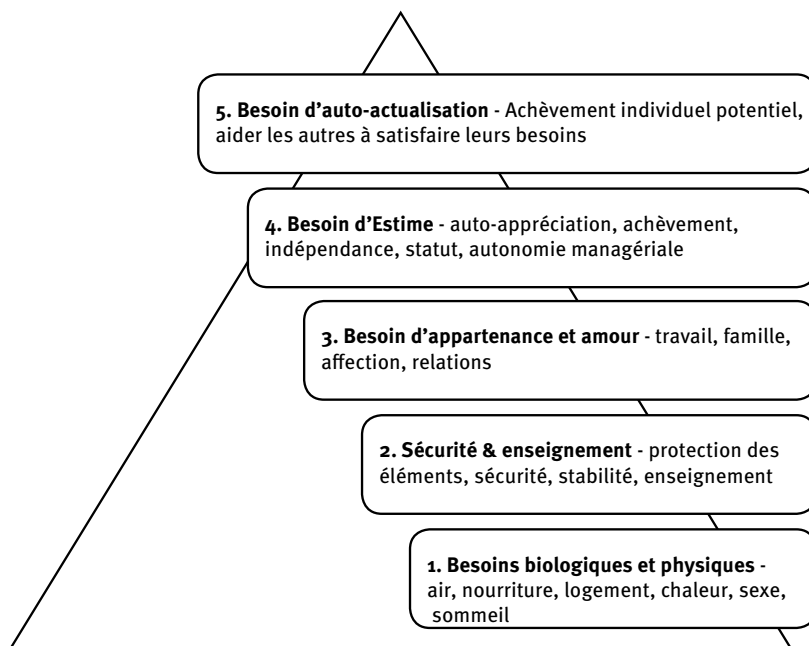 5. Besoin d’auto-actualisation - Achèvement individuel potentiel,
aider les autres à satisfaire leurs besoins
4. Besoin d’Estime - auto-appréciation, achèvement,
indépendance, statut, autonomie managériale
3. Besoin d’appartenance et amour - travail, famille,
affection, relations
2. Sécurité & enseignement - protection des
éléments, sécurité, stabilité, enseignement
1. Besoins biologiques et physiques -
air, nourriture, logement, chaleur, sexe,
sommeil